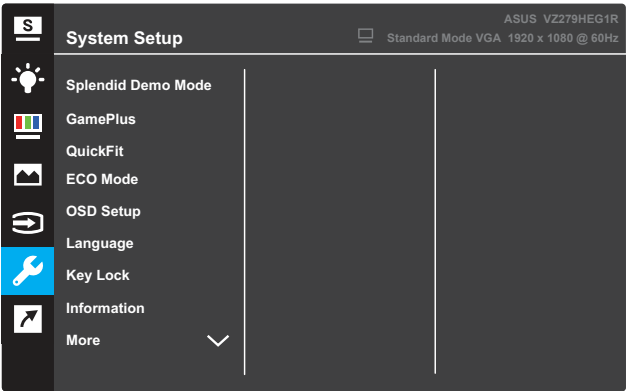 S
ASUS VZ279HEG1R
System Setup
Standard Mode VGA 1920 x 1080 @ 60Hz
Splendid Demo Mode
GamePlus
QuickFit
ECO Mode
OSD Setup
Language
Key Lock
Information
More